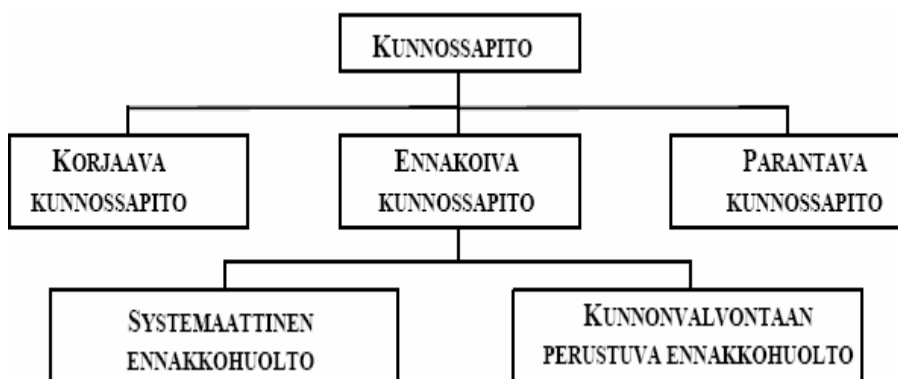 KUNNOSSAPITO
KORJAAVA
KUNNOSSAPITO
ENNAKOIVA
KUNNOSSAPITO
PARANTAVA
KUNNOSSAPITO
SYSTEMAATTINEN
ENNAKKOHUOLTO
KUNNONVALVONTAAN
PERUSTUVA ENNAKKOHUOLTO